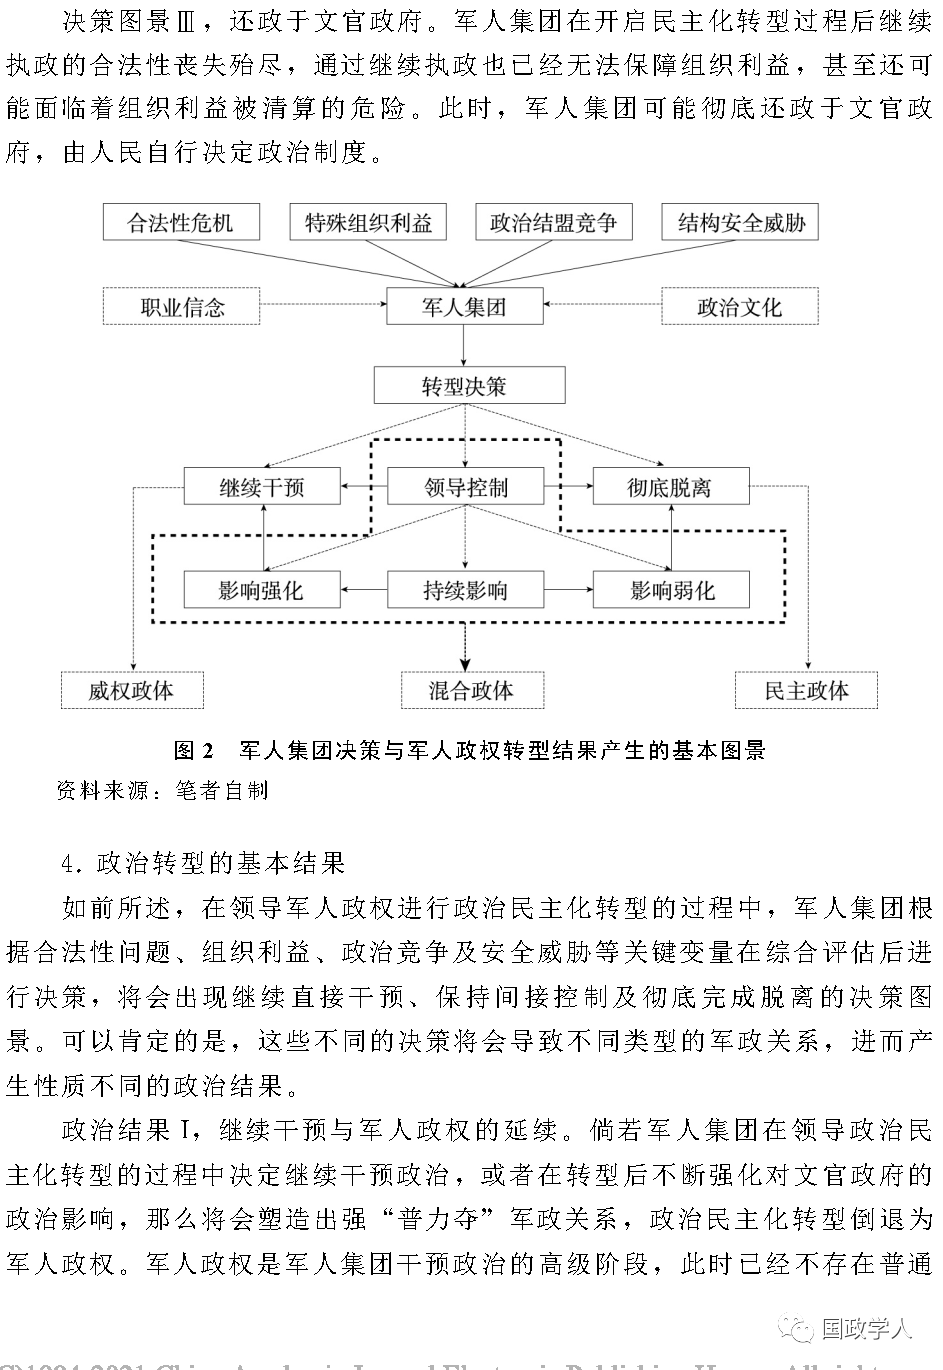 决策图景Ⅲ，还政于文官政府。军人集团在开启民主化转型过程后继续
执政的合法性丧失殆尽，通过继续执政也已经无法保障组织利益，甚至还可
能面临着组织利益被清算的危险。此时，军人集团可能彻底还政于文官政
府，由人民自行决定政治制度。
合法性危机 特殊组织利益 政治结盟竞争 结构安全威胁
职业信念 军人集团 政治文化
转型决策
继续干预 领导控制 彻底脱离
影响强化 持续影响 影响弱化
威权政体 混合政体 民主政体
图 2 军人集团决策与军人政权转型结果产生的基本图景
资料来源：笔者自制
4. 政治转型的基本结果
如前所述，在领导军人政权进行政治民主化转型的过程中，军人集团根
据合法性问题、组织利益、政治竞争及安全威胁等关键变量在综合评估后进
行决策，将会出现继续直接干预、保持间接控制及彻底完成脱离的决策图
景。可以肯定的是，这些不同的决策将会导致不同类型的军政关系，进而产
生性质不同的政治结果。
政治结果 I，继续干预与军人政权的延续。倘若军人集团在领导政治民
主化转型的过程中决定继续干预政治，或者在转型后不断强化对文官政府的
政治影响，那么将会塑造出强“普力夺”军政关系，政治民主化转型倒退为
军人政权。军人政权是军人集团干预政治的高级阶段，此时已经不存在普通
国政学人